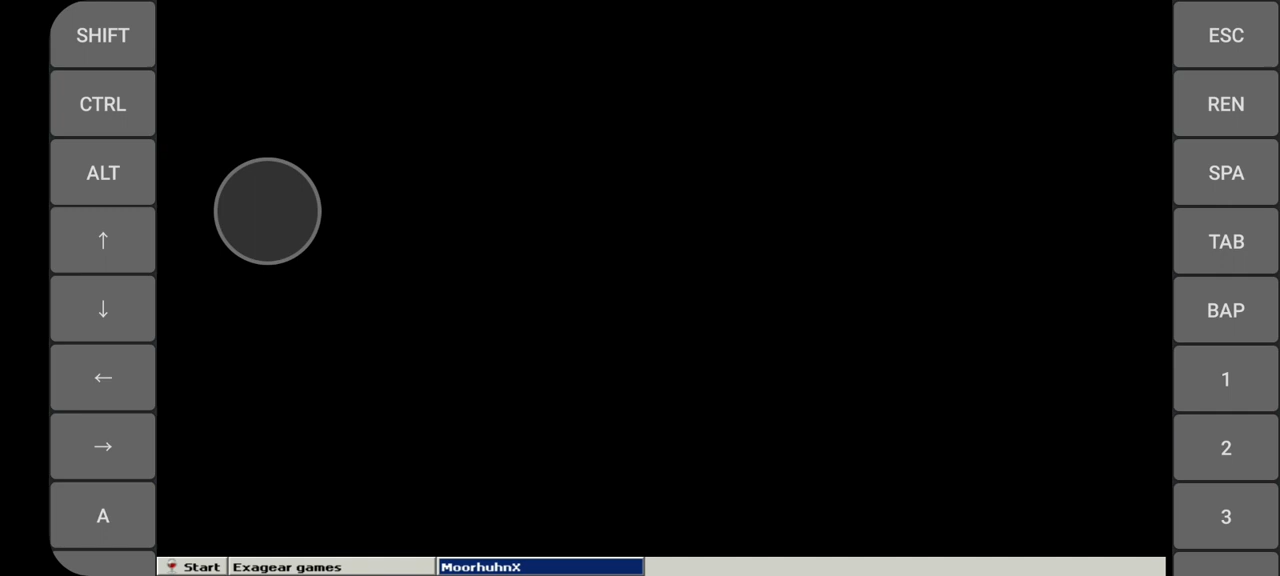 SHIFT
CTRL
ALT
↑
↓
←
→
A
ESC
REN
SPA
TAB
BAP
1
2
3
Start Exagear games MoorhuhnX